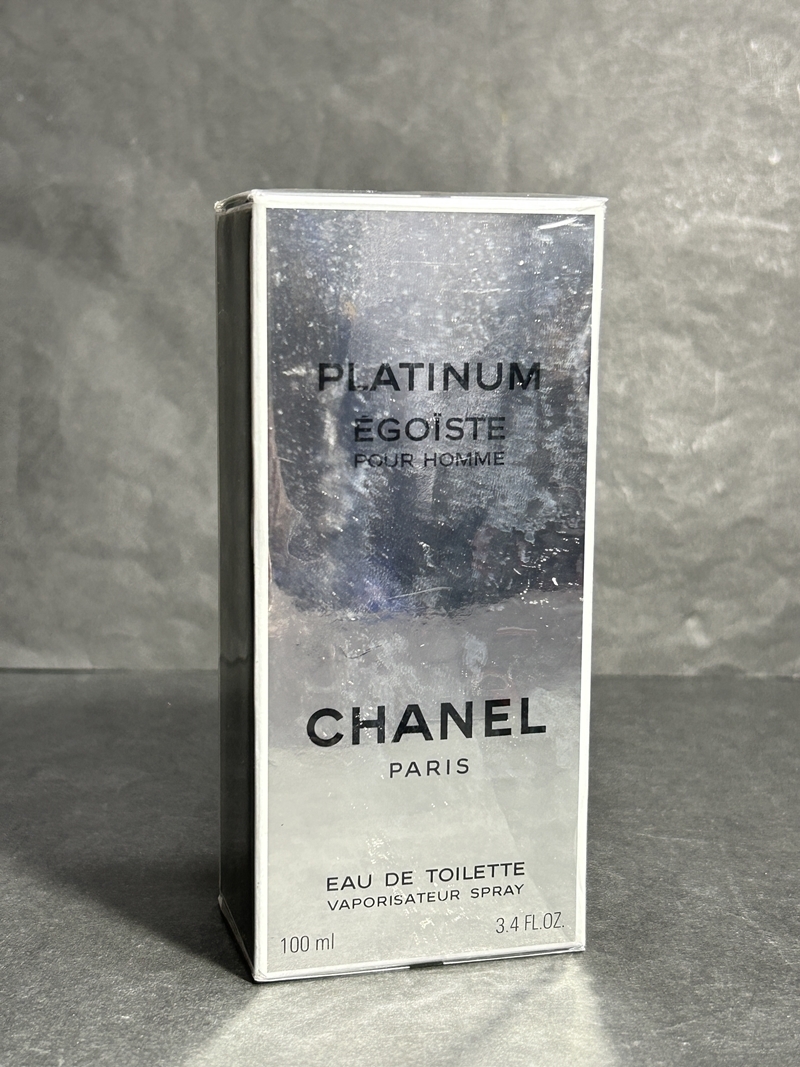 PLATINUM
ÉGOÏSTE
POUR HOMME
CHANEL
PARIS
EAU DE TOILETTE
VAPORISATEUR SPRAY
100 ml
3.4 FL.OZ.